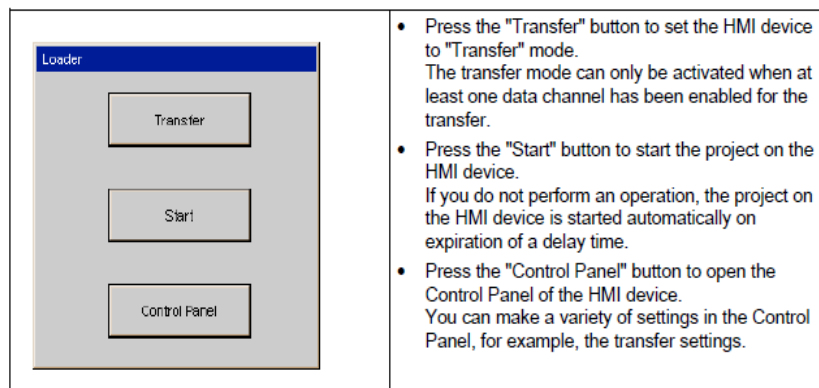 Loader
Transfer
Start
Control Panel
• Press the "Transfer" button to set the HMI device
to "Transfer" mode.
The transfer mode can only be activated when at
least one data channel has been enabled for the
transfer.
• Press the "Start" button to start the project on the
HMI device.
If you do not perform an operation, the project on
the HMI device is started automatically on
expiration of a delay time.
• Press the "Control Panel" button to open the
Control Panel of the HMI device.
You can make a variety of settings in the Control
Panel, for example, the transfer settings.